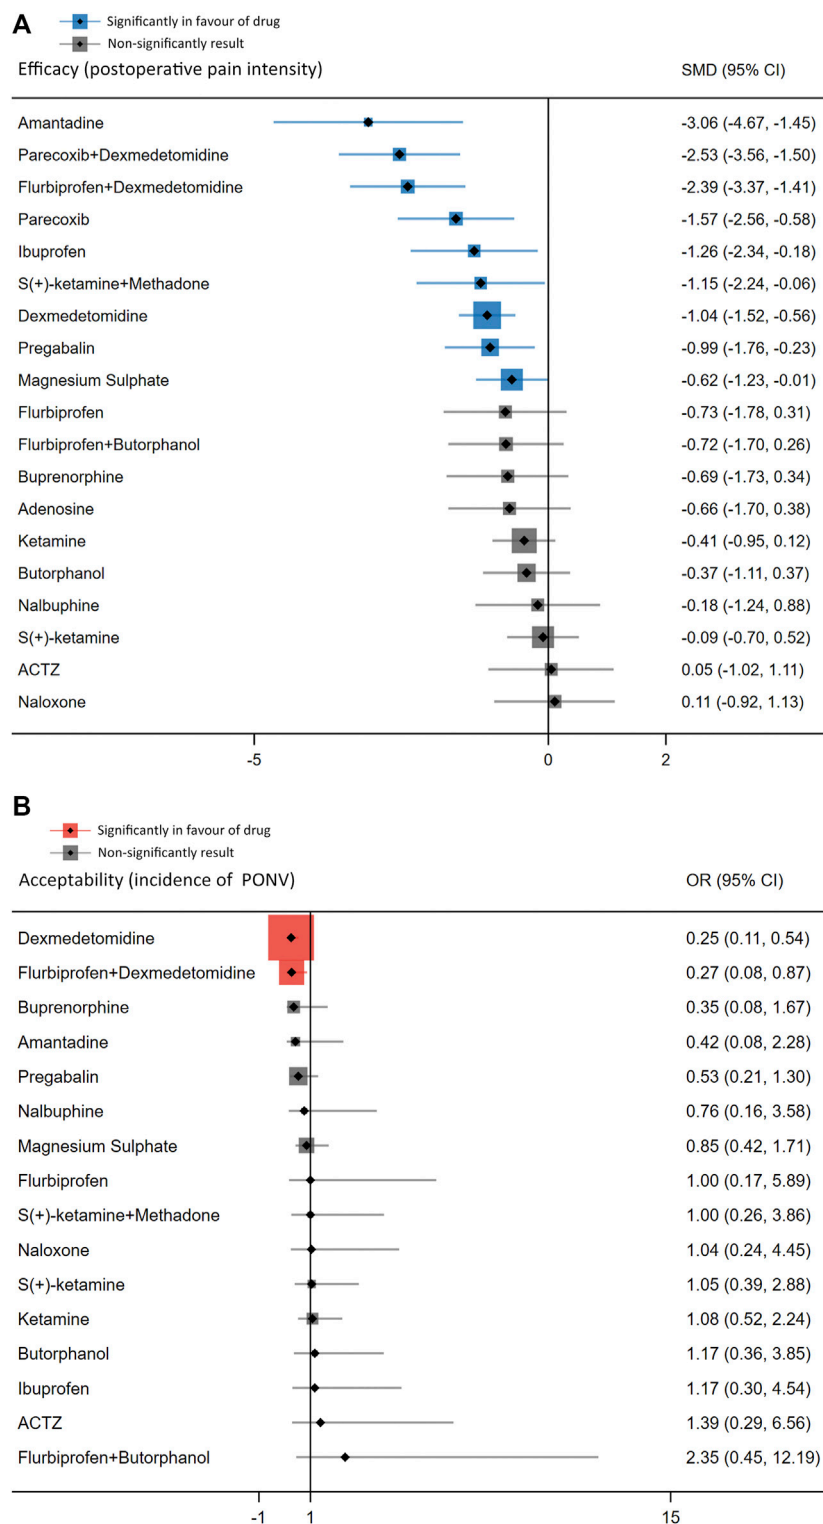 A
Significantly in favour of drug
Non-significantly result
Efficacy (postoperative pain intensity) SMD (95% CI)
Amantadine -3.06 (-4.67, -1.45)
Parecoxib+Dexmedetomidine -2.53 (-3.56, -1.50)
Flurbiprofen+Dexmedetomidine -2.39 (-3.37, -1.41)
Parecoxib -1.57 (-2.56, -0.58)
Ibuprofen -1.26 (-2.34, -0.18)
S(+)-ketamine+Methadone -1.15 (-2.24, -0.06)
Dexmedetomidine -1.04 (-1.52, -0.56)
Pregabalin -0.99 (-1.76, -0.23)
Magnesium Sulphate -0.62 (-1.23, -0.01)
Flurbiprofen -0.73 (-1.78, 0.31)
Flurbiprofen+Butorphanol -0.72 (-1.70, 0.26)
Buprenorphine -0.69 (-1.73, 0.34)
Adenosine -0.66 (-1.70, 0.38)
Ketamine -0.41 (-0.95, 0.12)
Butorphanol -0.37 (-1.11, 0.37)
Nalbuphine -0.18 (-1.24, 0.88)
S(+)-ketamine -0.09 (-0.70, 0.52)
ACTZ 0.05 (-1.02, 1.11)
Naloxone 0.11 (-0.92, 1.13)
-5 0 2
B
Significantly in favour of drug
Non-significantly result
Acceptability (incidence of PONV) OR (95% CI)
Dexmedetomidine 0.25 (0.11, 0.54)
Flurbiprofen+Dexmedetomidine 0.27 (0.08, 0.87)
Buprenorphine 0.35 (0.08, 1.67)
Amantadine 0.42 (0.08, 2.28)
Pregabalin 0.53 (0.21, 1.30)
Nalbuphine 0.76 (0.16, 3.58)
Magnesium Sulphate 0.85 (0.42, 1.71)
Flurbiprofen 1.00 (0.17, 5.89)
S(+)-ketamine+Methadone 1.00 (0.26, 3.86)
Naloxone 1.04 (0.24, 4.45)
S(+)-ketamine 1.05 (0.39, 2.88)
Ketamine 1.08 (0.52, 2.24)
Butorphanol 1.17 (0.36, 3.85)
Ibuprofen 1.17 (0.30, 4.54)
ACTZ 1.39 (0.29, 6.56)
Flurbiprofen+Butorphanol 2.35 (0.45, 12.19)
-1 1 15